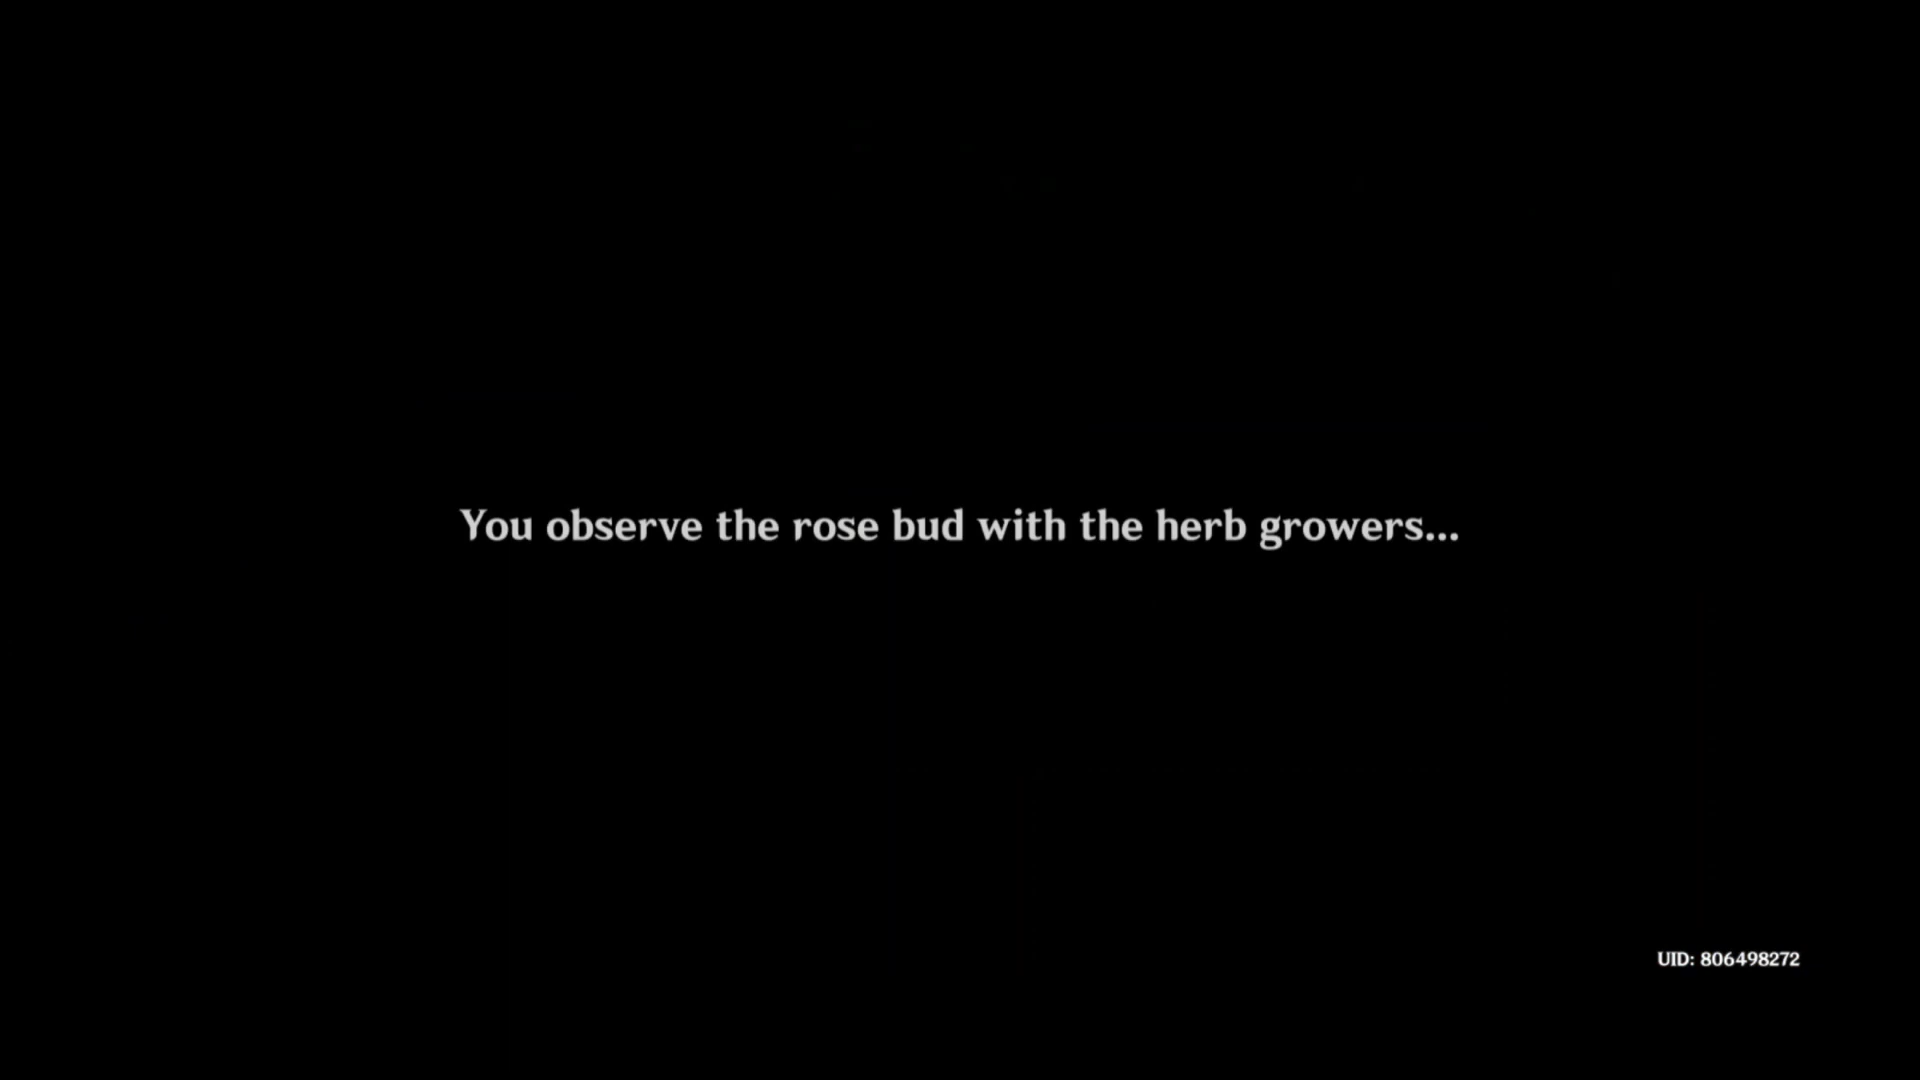 You observe the rose bud with the herb growers...
UID: 806498272